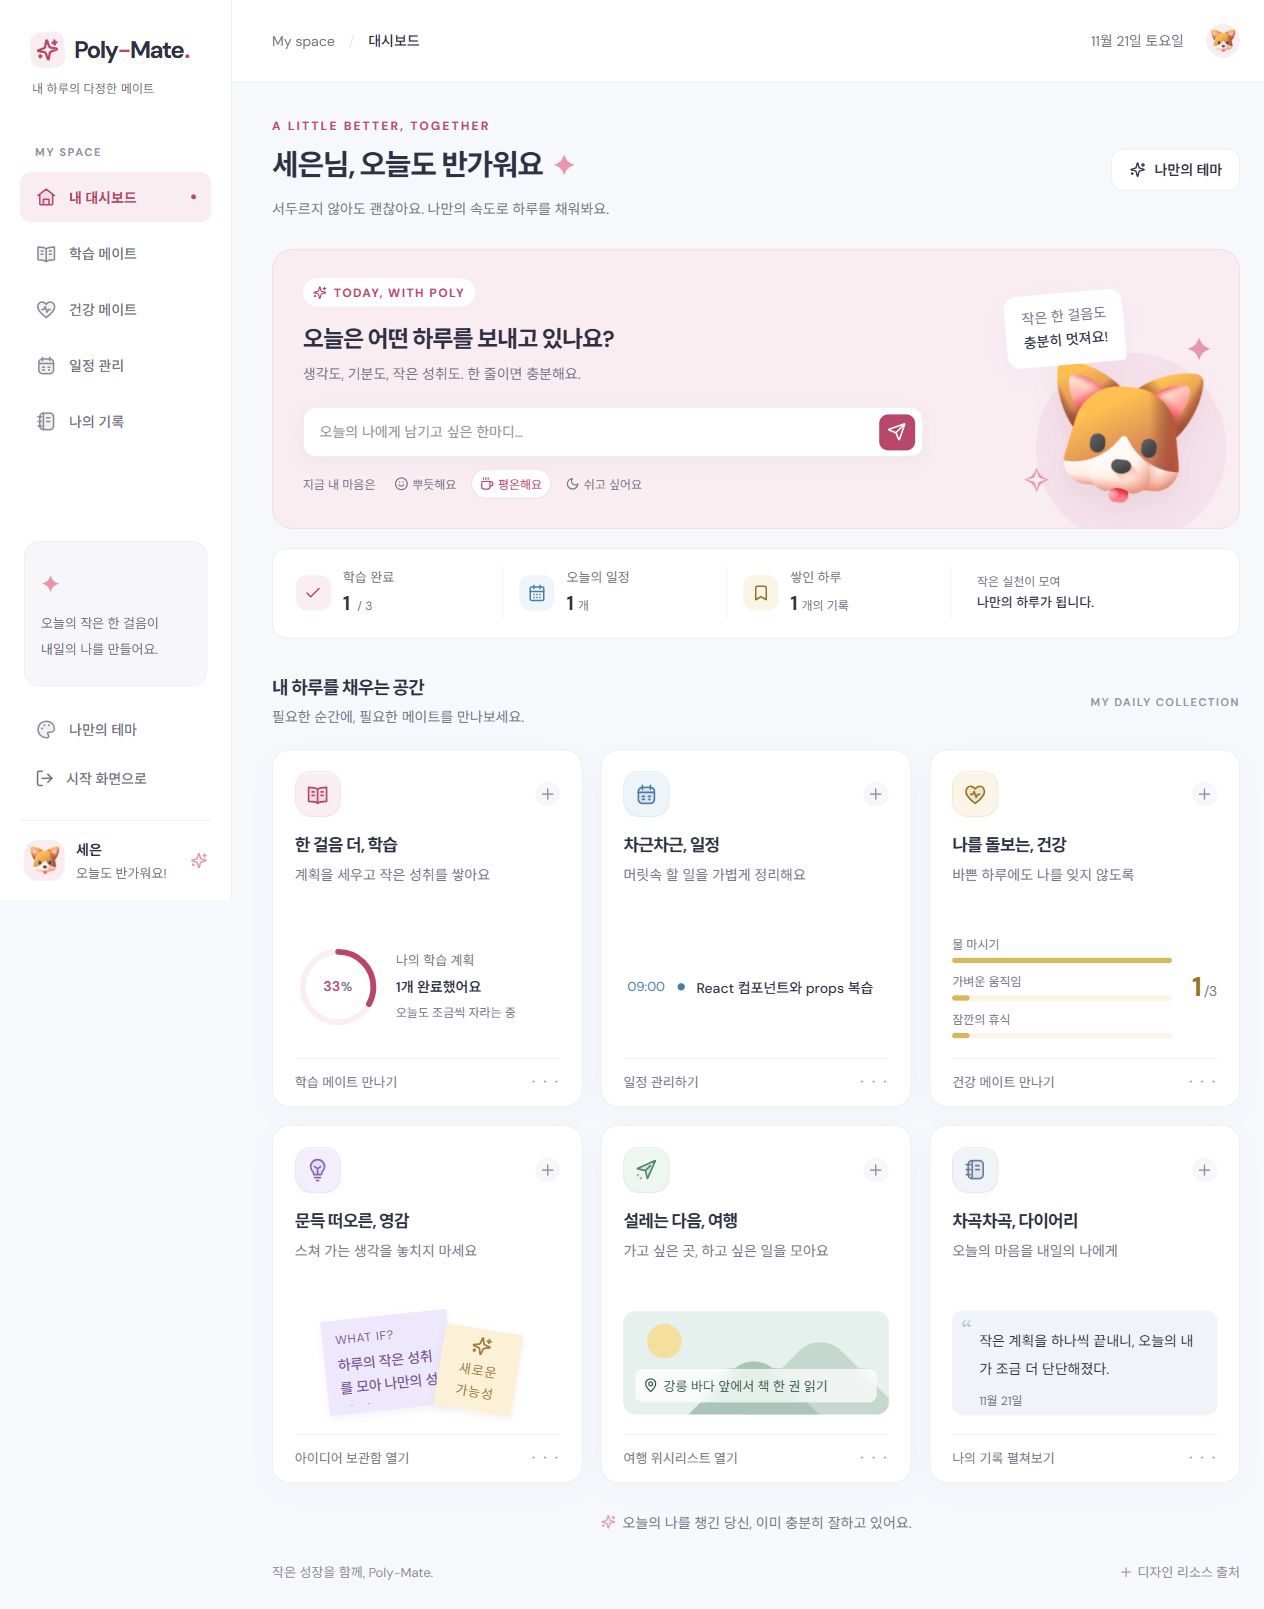 Poly-Mate.
내 하루의 다정한 메이트
MY SPACE
내 대시보드
학습 메이트
건강 메이트
일정 관리
나의 기록
오늘의 작은 한 걸음이
내일의 나를 만들어요.
나만의 테마
시작 화면으로
세은
오늘도 반가워요!
My space / 대시보드
11월 21일 토요일
A LITTLE BETTER, TOGETHER
세은님, 오늘도 반가워요
서두르지 않아도 괜찮아요. 나만의 속도로 하루를 채워봐요.
나만의 테마
TODAY, WITH POLY
오늘은 어떤 하루를 보내고 있나요?
생각도, 기분도, 작은 성취도. 한 줄이면 충분해요.
오늘의 나에게 남기고 싶은 한마디...
지금 내 마음은 뿌듯해요 평온해요 쉬고 싶어요
작은 한 걸음도
충분히 멋져요!
학습 완료
1 / 3
오늘의 일정
1 개
쌓인 하루
1 개의 기록
작은 실천이 모여
나만의 하루가 됩니다.
내 하루를 채우는 공간
필요한 순간에, 필요한 메이트를 만나보세요.
MY DAILY COLLECTION
한 걸음 더, 학습
계획을 세우고 작은 성취를 쌓아요
33%
나의 학습 계획
1개 완료했어요
오늘도 조금씩 자라는 중
학습 메이트 만나기
차근차근, 일정
머릿속 할 일을 가볍게 정리해요
09:00 React 컴포넌트와 props 복습
일정 관리하기
나를 돌보는, 건강
바쁜 하루에도 나를 잊지 않도록
물 마시기
가벼운 움직임
잠깐의 휴식
1/3
건강 메이트 만나기
문득 떠오른, 영감
스쳐 가는 생각을 놓치지 마세요
WHAT IF?
하루의 작은 성취
를 모아 나만의 성
새로운
가능성
아이디어 보관함 열기
설레는 다음, 여행
가고 싶은 곳, 하고 싶은 일을 모아요
강릉 바다 앞에서 책 한 권 읽기
여행 위시리스트 열기
차곡차곡, 다이어리
오늘의 마음을 내일의 나에게
“
작은 계획을 하나씩 끝내니, 오늘의 내
가 조금 더 단단해졌다.
11월 21일
나의 기록 펼쳐보기
오늘의 나를 챙긴 당신, 이미 충분히 잘하고 있어요.
작은 성장을 함께, Poly-Mate.
디자인 리소스 출처